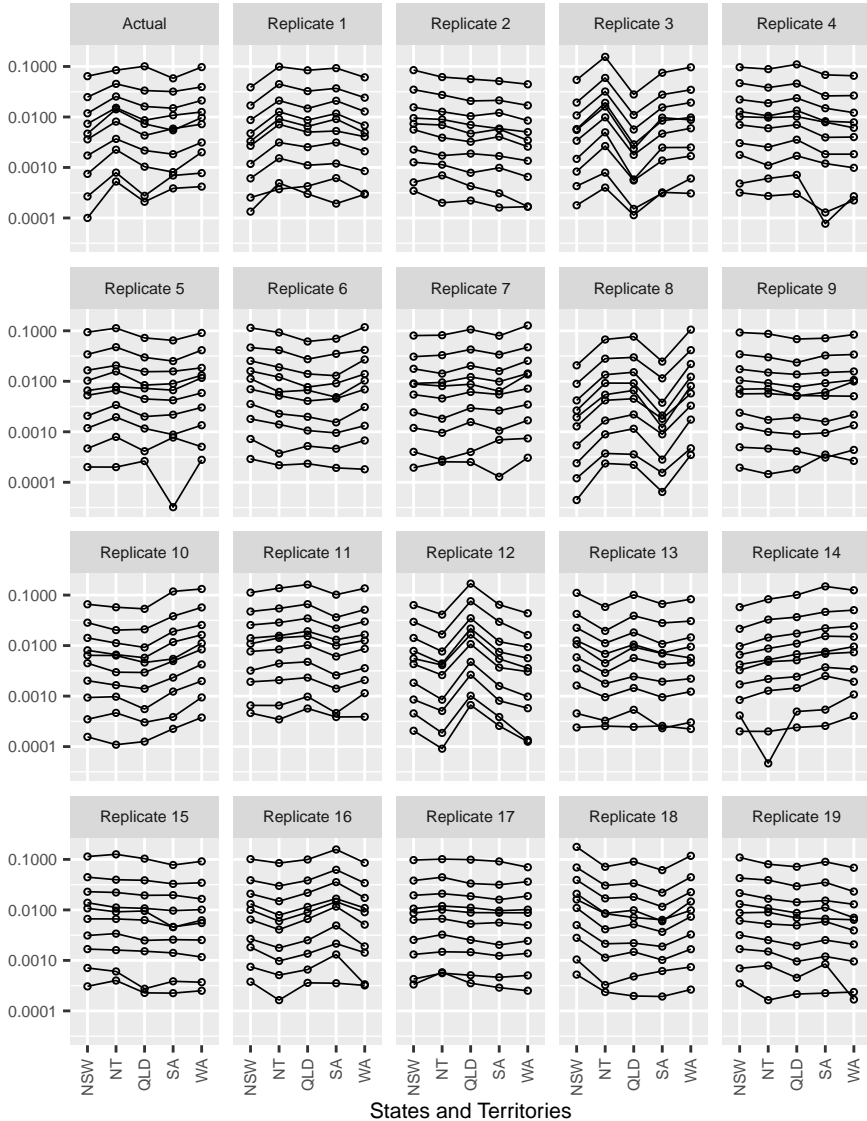 Actual
Replicate 1
Replicate 2
Replicate 3
Replicate 4
0.1000
0.0100
0.0010
0.0001
Replicate 5
Replicate 6
Replicate 7
Replicate 8
Replicate 9
0.1000
0.0100
0.0010
0.0001
Replicate 10
Replicate 11
Replicate 12
Replicate 13
Replicate 14
0.1000
0.0100
0.0010
0.0001
Replicate 15
Replicate 16
Replicate 17
Replicate 18
Replicate 19
0.1000
0.0100
0.0010
0.0001
NSW
NT
QLD
SA
WA
NSW
NT
QLD
SA
WA
NSW
NT
QLD
SA
WA
NSW
NT
QLD
SA
WA
NSW
NT
QLD
SA
WA
States and Territories